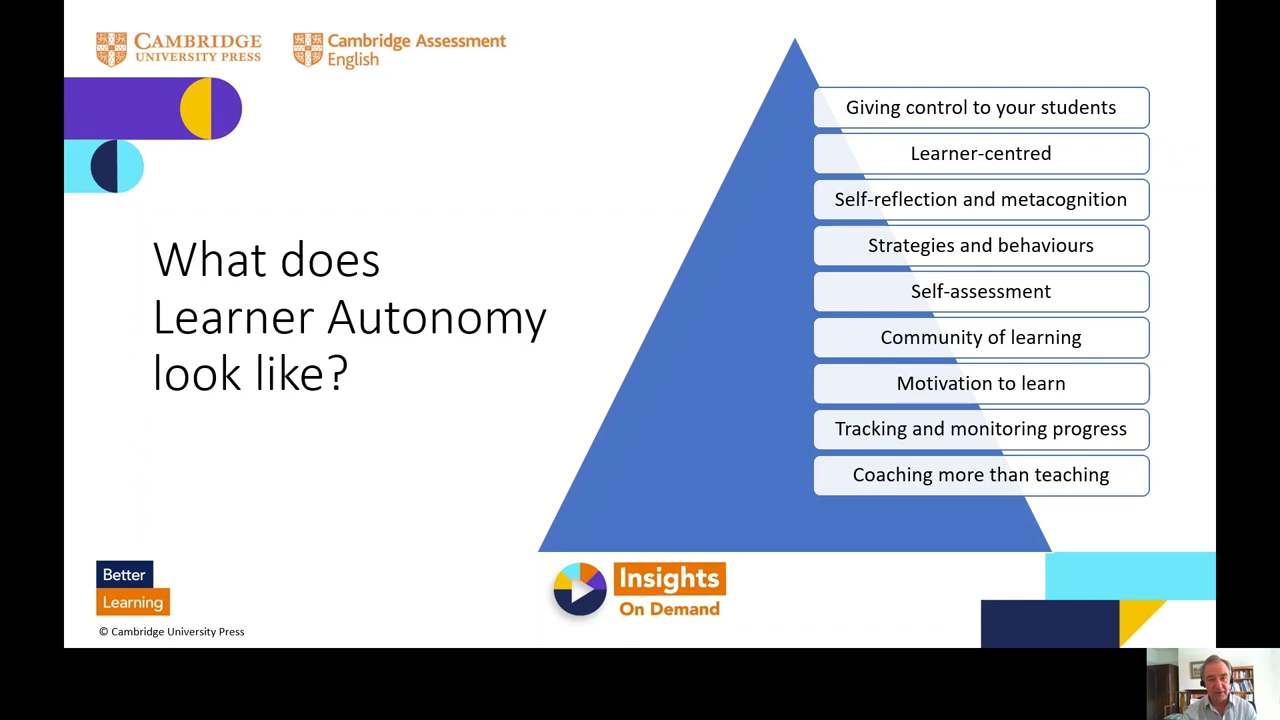 CAMBRIDGE
UNIVERSITY PRESS
Cambridge Assessment
English
What does
Learner Autonomy
look like?
Giving control to your students
Learner-centred
Self-reflection and metacognition
Strategies and behaviours
Self-assessment
Community of learning
Motivation to learn
Tracking and monitoring progress
Coaching more than teaching
Better
Learning
© Cambridge University Press
Insights
On Demand